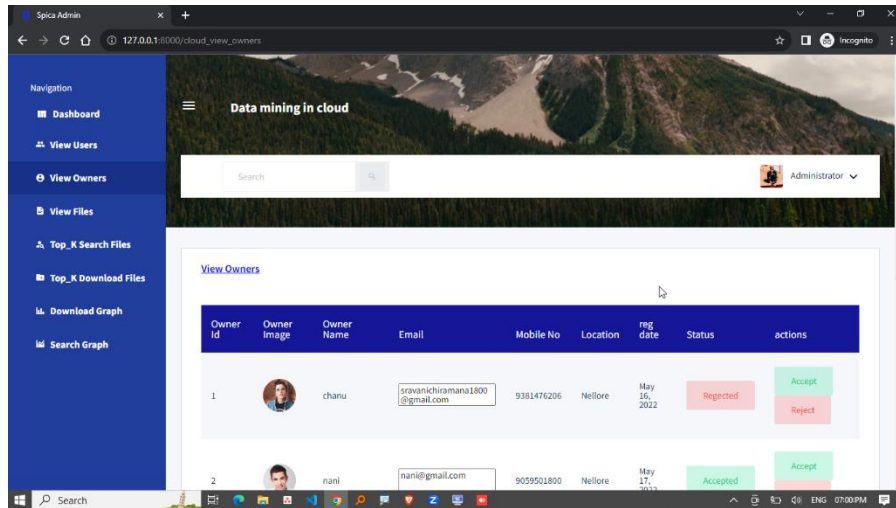 Spica Admin
127.0.0.1:8000/cloud_view_owners
Incognito
Navigation
Dashboard
View Users
View Owners
View Files
Top_K Search Files
Top_K Download Files
Download Graph
Search Graph
Data mining in cloud
Search
Administrator
View Owners
Owner Id
Owner Image
Owner Name
Email
Mobile No
Location
reg date
Status
actions
1
chanu
sravanichiramana1800
@gmail.com
9381476206
Nellore
May
16,
2022
Regected
Accept
Reject
2
nani
nani@gmail.com
9059501800
Nellore
May
17,
2022
Accepted
Accept
Search
ENG
07:00 PM